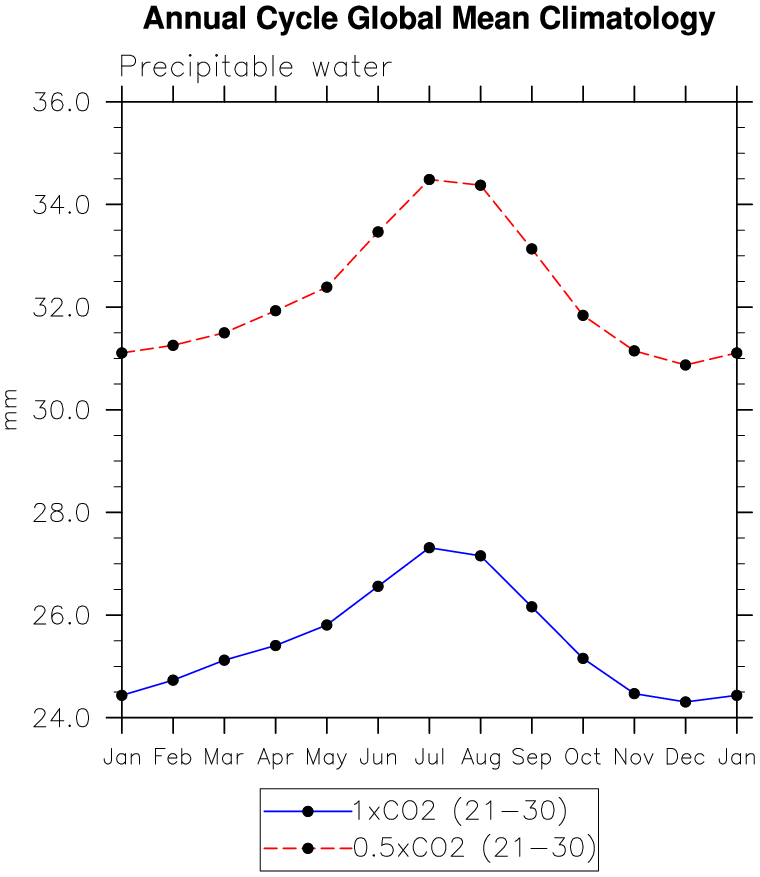 Annual Cycle Global Mean Climatology
Precipitable water
36.0
34.0
32.0
30.0
28.0
26.0
24.0
mm
Jan Feb Mar Apr May Jun Jul Aug Sep Oct Nov Dec Jan
1xCO2 (21−30)
0.5xCO2 (21−30)